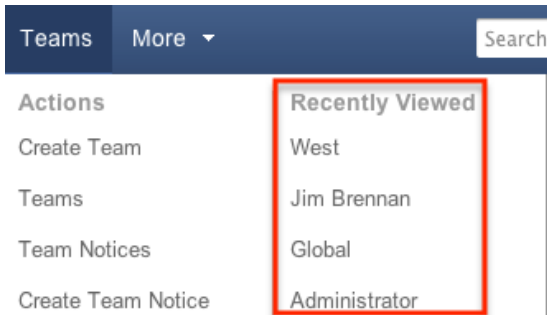 Teams More Search
Actions
Create Team
Teams
Team Notices
Create Team Notice
Recently Viewed
West
Jim Brennan
Global
Administrator